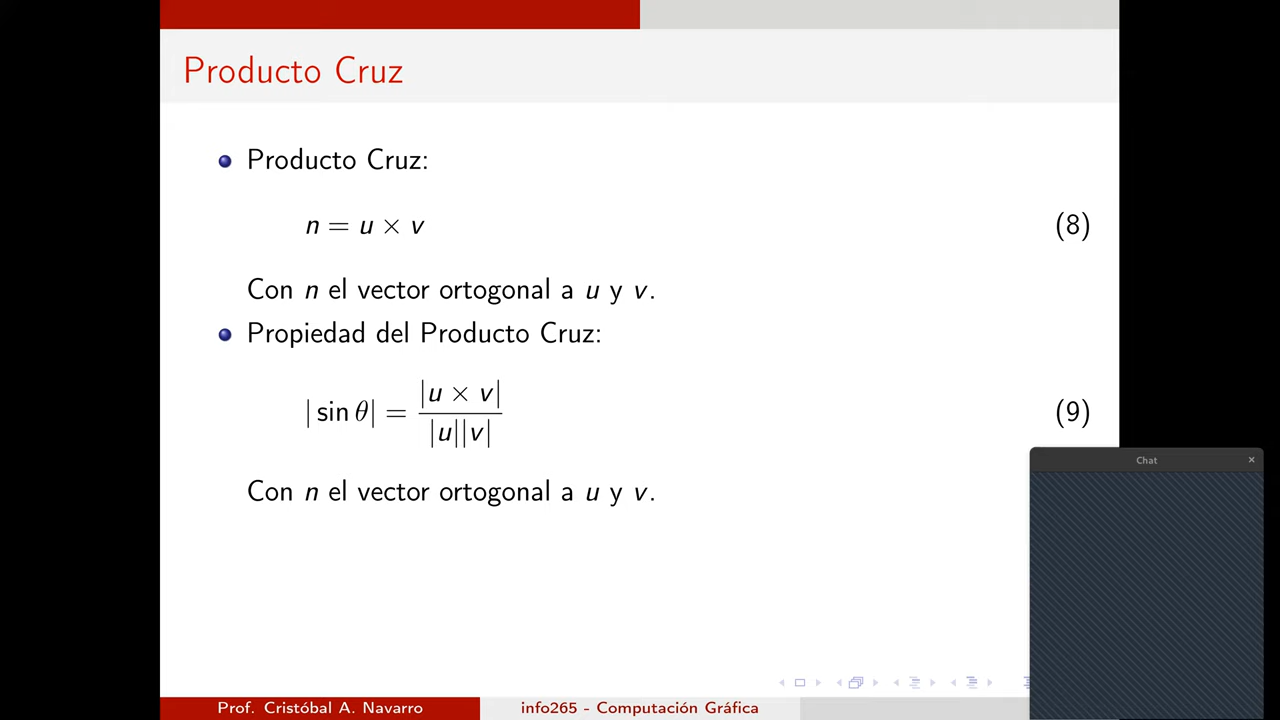 Producto Cruz
Producto Cruz:
n = u × v (8)
Con n el vector ortogonal a u y v.
Propiedad del Producto Cruz:
| sin θ| = |u × v| / |u||v| (9)
Con n el vector ortogonal a u y v.
Chat ×
Prof. Cristóbal A. Navarro info265 - Computación Gráfica